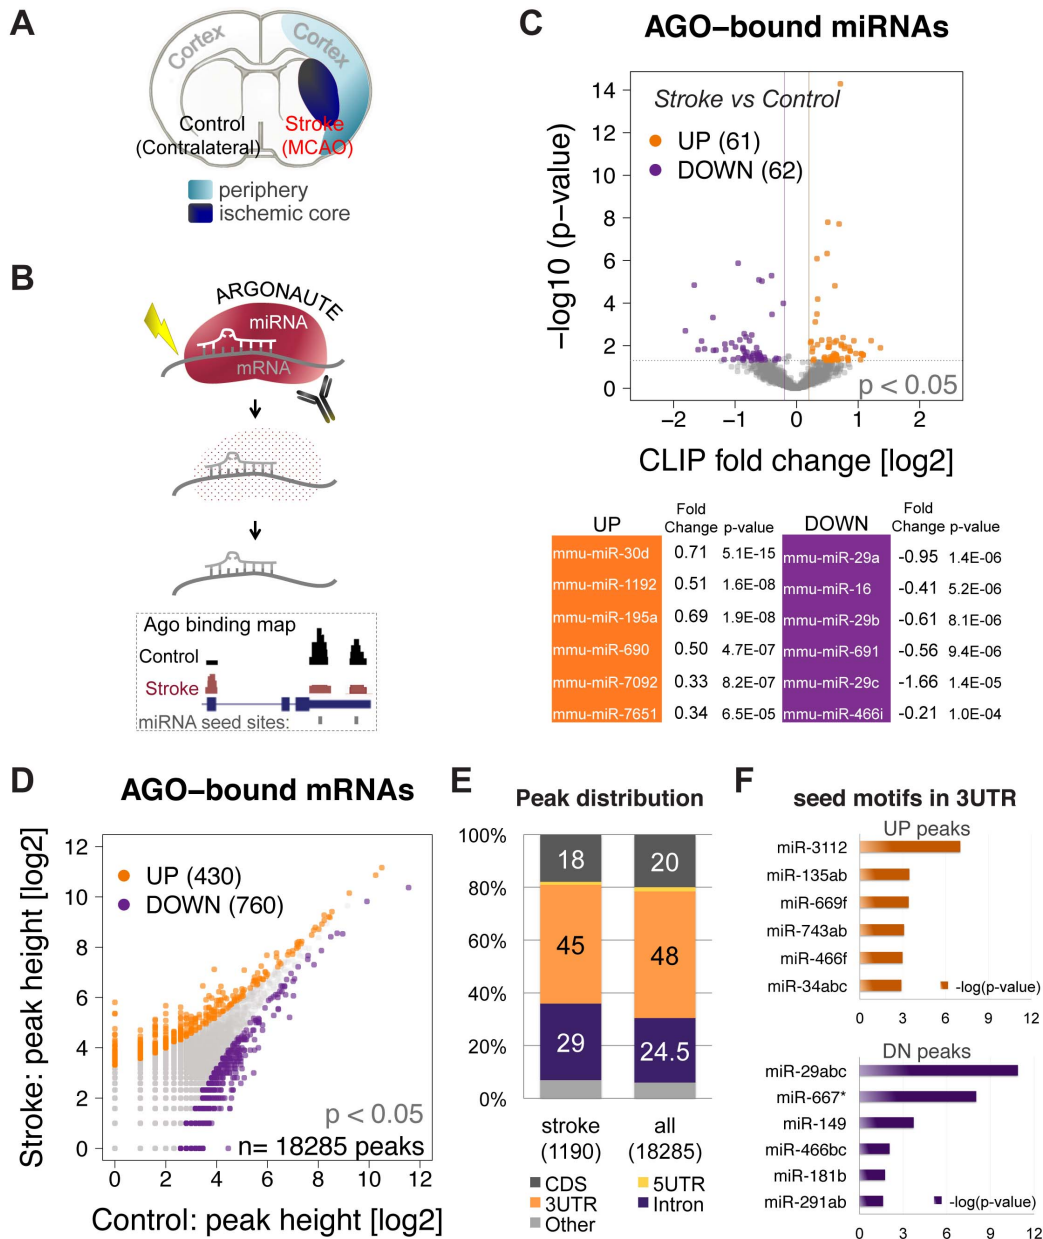 A
Cortex
Cortex
Control
(Contralateral)
Stroke
(MCAO)
periphery
ischemic core
B
ARGONAUTE
miRNA
mRNA
Ago binding map
Control
Stroke
miRNA seed sites:
C
AGO–bound miRNAs
Stroke vs Control
UP (61)
DOWN (62)
–log10 (p–value)
14
12
10
8
6
4
2
0
p < 0.05
−2 −1 0 1 2
CLIP fold change [log2]
UP Fold Change p-value DOWN Fold Change p-value
mmu-miR-30d 0.71 5.1E-15 mmu-miR-29a -0.95 1.4E-06
mmu-miR-1192 0.51 1.6E-08 mmu-miR-16 -0.41 5.2E-06
mmu-miR-195a 0.69 1.9E-08 mmu-miR-29b -0.61 8.1E-06
mmu-miR-690 0.50 4.7E-07 mmu-miR-691 -0.56 9.4E-06
mmu-miR-7092 0.33 8.2E-07 mmu-miR-29c -1.66 1.4E-05
mmu-miR-7651 0.34 6.5E-05 mmu-miR-466i -0.21 1.0E-04
D
AGO–bound mRNAs
Stroke: peak height [log2]
12
10
8
6
4
2
0
UP (430)
DOWN (760)
p < 0.05
n= 18285 peaks
0 2 4 6 8 10 12
Control: peak height [log2]
E
Peak distribution
100%
80%
60%
40%
20%
0%
18 20
45 48
29 24.5
stroke
(1190)
all
(18285)
CDS 5UTR
3UTR Intron
Other
F
seed motifs in 3UTR
UP peaks
miR-3112
miR-135ab
miR-669f
miR-743ab
miR-466f
miR-34abc
-log(p-value)
0 3 6 9 12
DN peaks
miR-29abc
miR-667*
miR-149
miR-466bc
miR-181b
miR-291ab
-log(p-value)
0 3 6 9 12